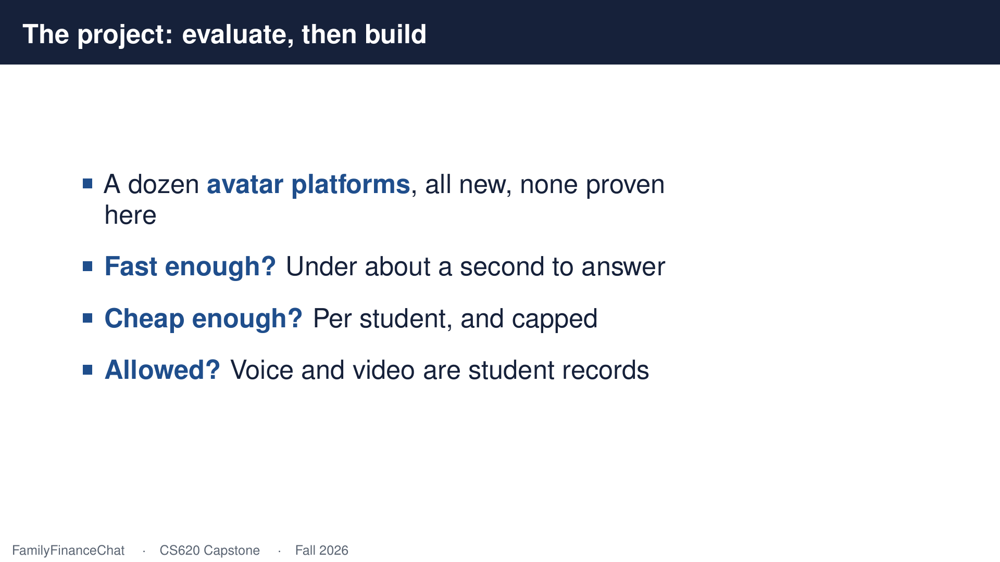 The project: evaluate, then build
A dozen avatar platforms, all new, none proven
here
Fast enough? Under about a second to answer
Cheap enough? Per student, and capped
Allowed? Voice and video are student records
FamilyFinanceChat · CS620 Capstone · Fall 2026